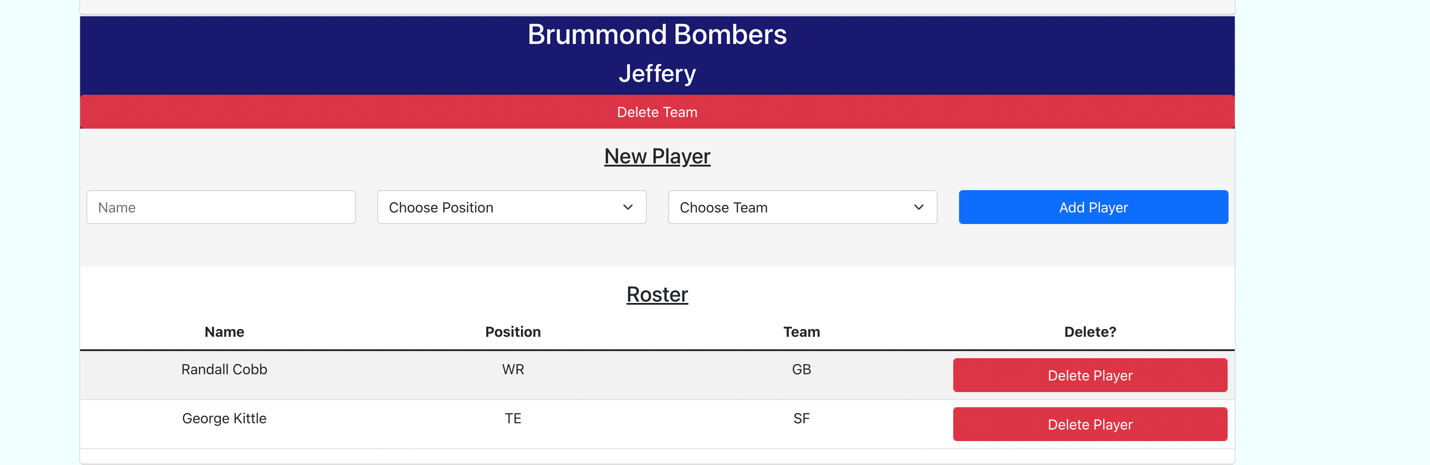 Brummond Bombers
Jeffery
Delete Team
New Player
Name Choose Position Choose Team Add Player
Roster
Name Position Team Delete?
Randall Cobb WR GB Delete Player
George Kittle TE SF Delete Player